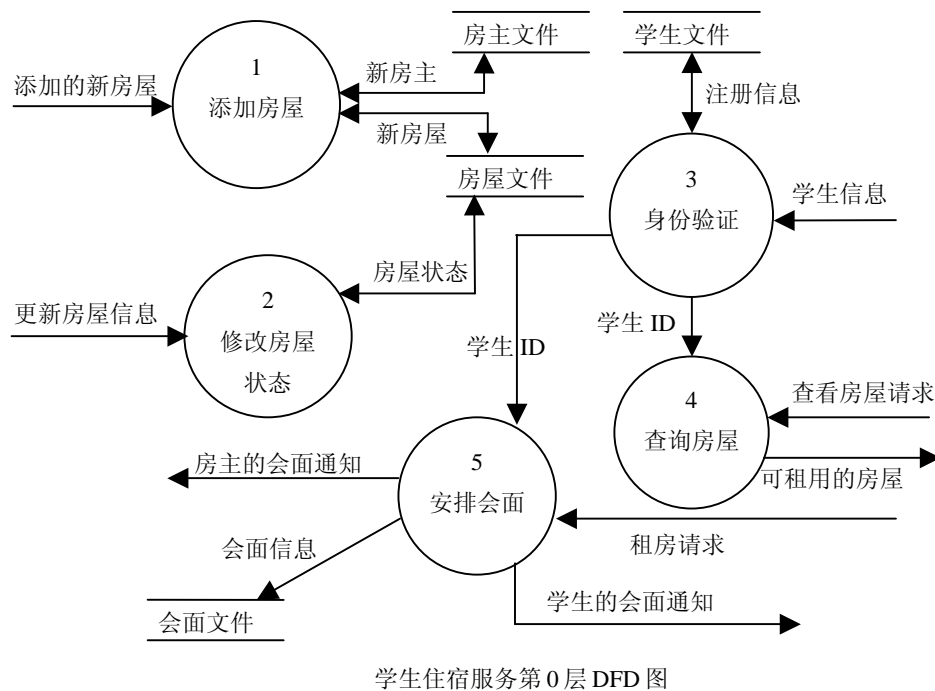 房主文件
学生文件
1
添加房屋
添加的新房屋
新房主
新房屋
注册信息
房屋文件
3
身份验证
学生信息
房屋状态
2
修改房屋
状态
更新房屋信息
学生 ID
学生 ID
4
查询房屋
查看房屋请求
可租用的房屋
房主的会面通知
5
安排会面
租房请求
会面信息
学生的会面通知
会面文件
学生住宿服务第 0 层 DFD 图